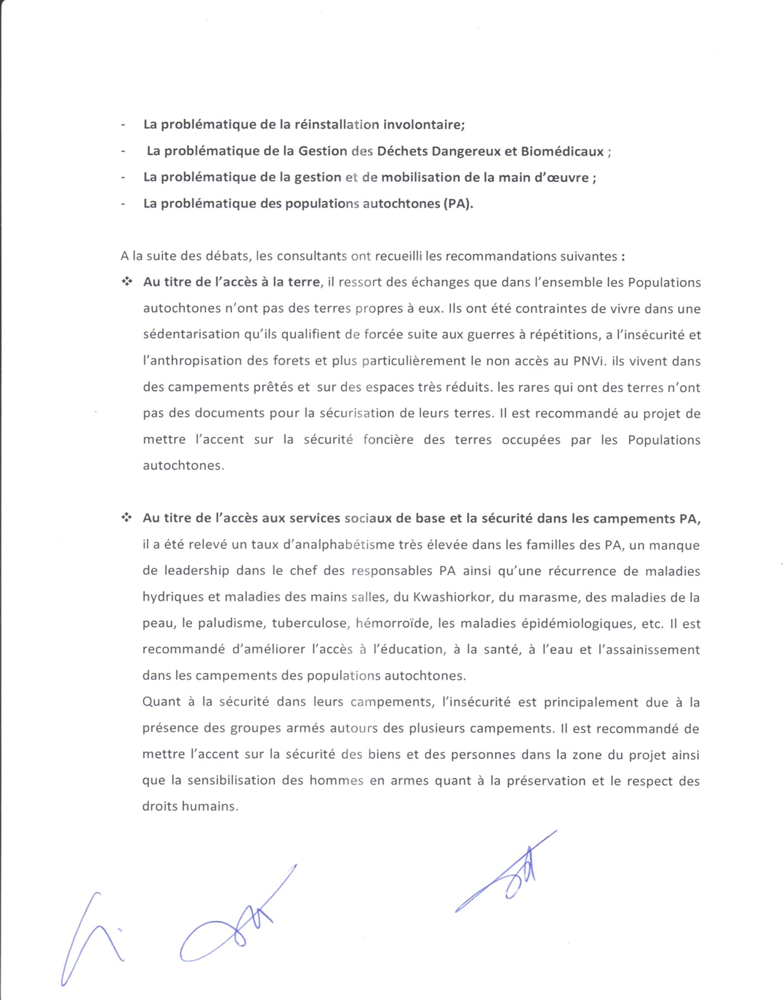 - La problématique de la réinstallation involontaire;
- La problématique de la Gestion des Déchets Dangereux et Biomédicaux ;
- La problématique de la gestion et de mobilisation de la main d'œuvre ;
- La problématique des populations autochtones (PA).
A la suite des débats, les consultants ont recueilli les recommandations suivantes :
❖ Au titre de l'accès à la terre, il ressort des échanges que dans l'ensemble les Populations
autochtones n'ont pas des terres propres à eux. Ils ont été contraintes de vivre dans une
sédentarisation qu'ils qualifient de forcée suite aux guerres à répétitions, a l'insécurité et
l'anthropisation des forets et plus particulièrement le non accès au PNVi. ils vivent dans
des campements prêtés et sur des espaces très réduits. les rares qui ont des terres n'ont
pas des documents pour la sécurisation de leurs terres. Il est recommandé au projet de
mettre l'accent sur la sécurité foncière des terres occupées par les Populations
autochtones.
❖ Au titre de l'accès aux services sociaux de base et la sécurité dans les campements PA,
il a été relevé un taux d'analphabétisme très élevée dans les familles des PA, un manque
de leadership dans le chef des responsables PA ainsi qu'une récurrence de maladies
hydriques et maladies des mains salles, du Kwashiorkor, du marasme, des maladies de la
peau, le paludisme, tuberculose, hémorroïde, les maladies épidémiologiques, etc. Il est
recommandé d'améliorer l'accès à l'éducation, à la santé, à l'eau et l'assainissement
dans les campements des populations autochtones.
Quant à la sécurité dans leurs campements, l'insécurité est principalement due à la
présence des groupes armés autours des plusieurs campements. Il est recommandé de
mettre l'accent sur la sécurité des biens et des personnes dans la zone du projet ainsi
que la sensibilisation des hommes en armes quant à la préservation et le respect des
droits humains.